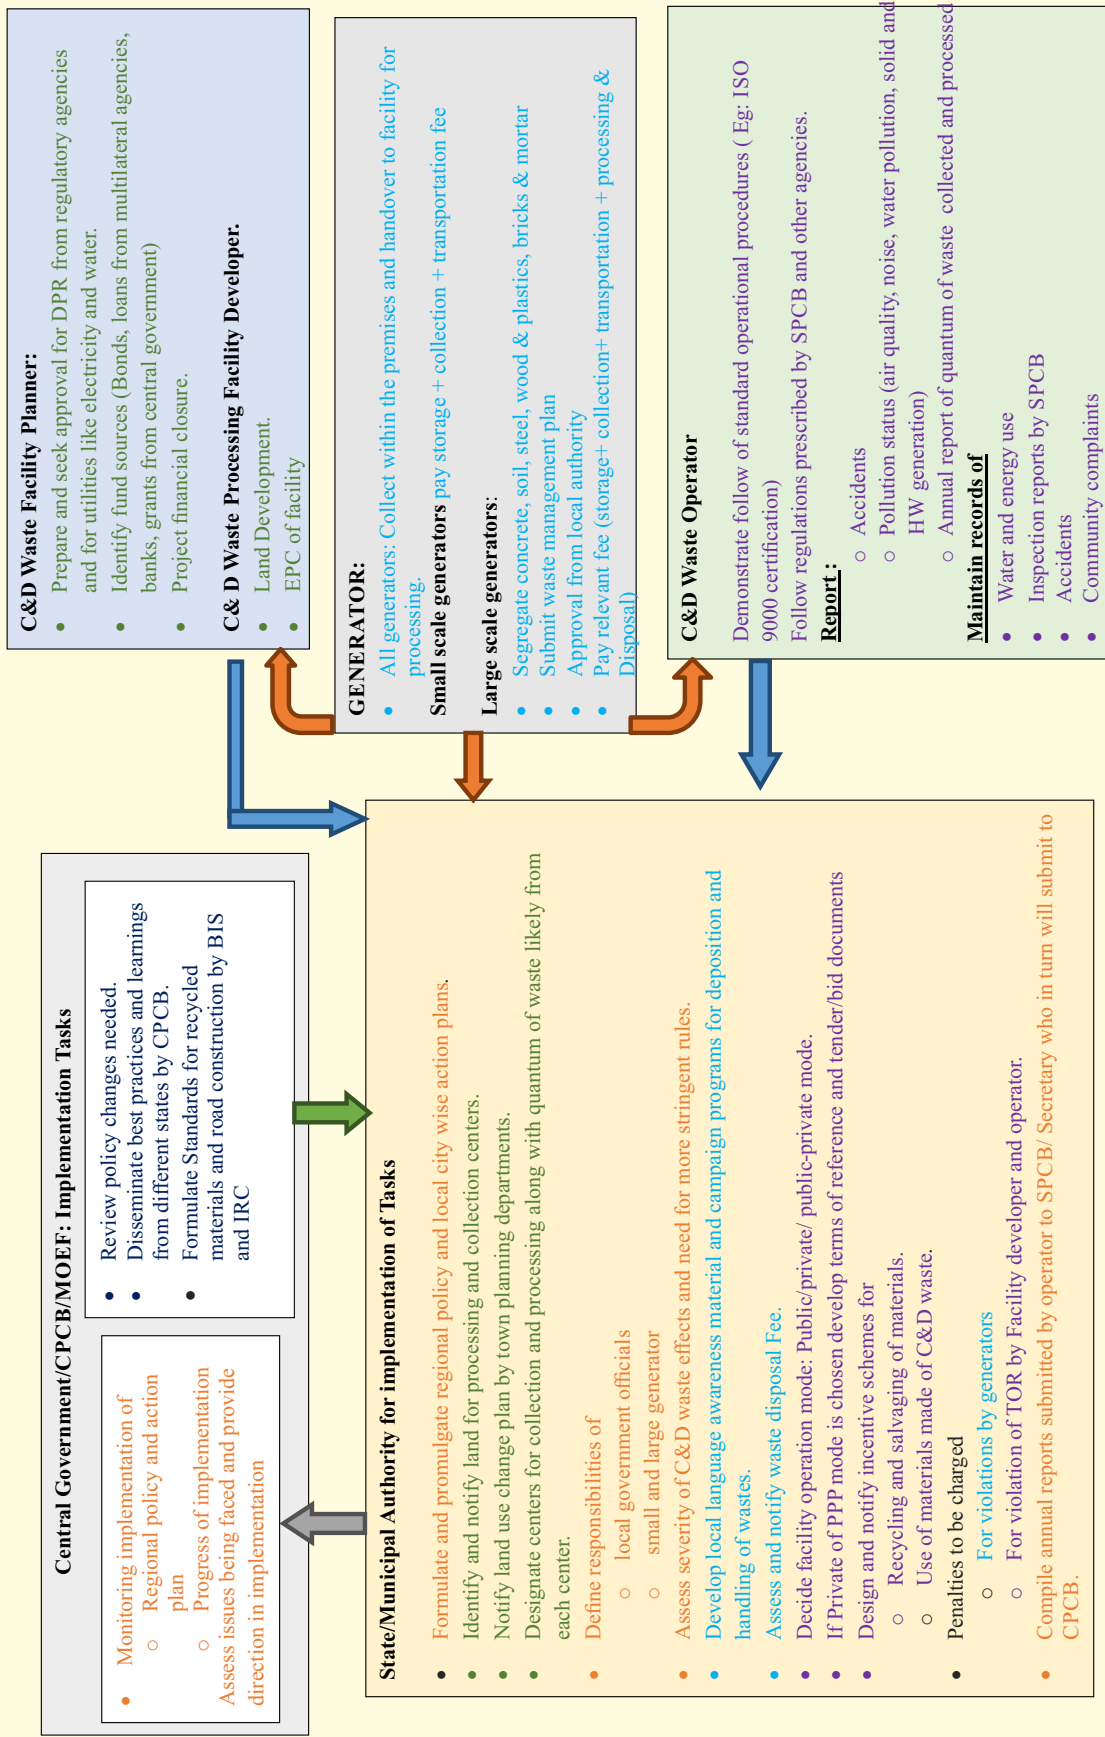 Central Government/CPCB/MOEF: Implementation Tasks
• Monitoring implementation of
○ Regional policy and action
plan
○ Progress of implementation
Assess issues being faced and provide
direction in implementation
• Review policy changes needed.
• Disseminate best practices and learnings
from different states by CPCB.
• Formulate Standards for recycled
materials and road construction by BIS
and IRC
State/Municipal Authority for implementation of Tasks
• Formulate and promulgate regional policy and local city wise action plans.
• Identify and notify land for processing and collection centers.
• Notify land use change plan by town planning departments.
• Designate centers for collection and processing along with quantum of waste likely from
each center.
• Define responsibilities of
○ local government officials
○ small and large generator
• Assess severity of C&D waste effects and need for more stringent rules.
• Develop local language awareness material and campaign programs for deposition and
handling of wastes.
• Assess and notify waste disposal Fee.
• Decide facility operation mode: Public/private/ public-private mode.
• If Private of PPP mode is chosen develop terms of reference and tender/bid documents
• Design and notify incentive schemes for
○ Recycling and salvaging of materials.
○ Use of materials made of C&D waste.
• Penalties to be charged
○ For violations by generators
○ For violation of TOR by Facility developer and operator.
• Compile annual reports submitted by operator to SPCB/ Secretary who in turn will submit to
CPCB.
C&D Waste Facility Planner:
• Prepare and seek approval for DPR from regulatory agencies
and for utilities like electricity and water.
• Identify fund sources (Bonds, loans from multilateral agencies,
banks, grants from central government)
• Project financial closure.
C& D Waste Processing Facility Developer.
• Land Development.
• EPC of facility
GENERATOR:
• All generators: Collect within the premises and handover to facility for
processing.
Small scale generators pay storage + collection + transportation fee
Large scale generators:
• Segregate concrete, soil, steel, wood & plastics, bricks & mortar
• Submit waste management plan
• Approval from local authority
• Pay relevant fee (storage+ collection+ transportation + processing &
Disposal)
C&D Waste Operator
Demonstrate follow of standard operational procedures ( Eg: ISO
9000 certification)
Follow regulations prescribed by SPCB and other agencies.
Report :
○ Accidents
○ Pollution status (air quality, noise, water pollution, solid and
HW generation)
○ Annual report of quantum of waste collected and processed
Maintain records of
• Water and energy use
• Inspection reports by SPCB
• Accidents
• Community complaints